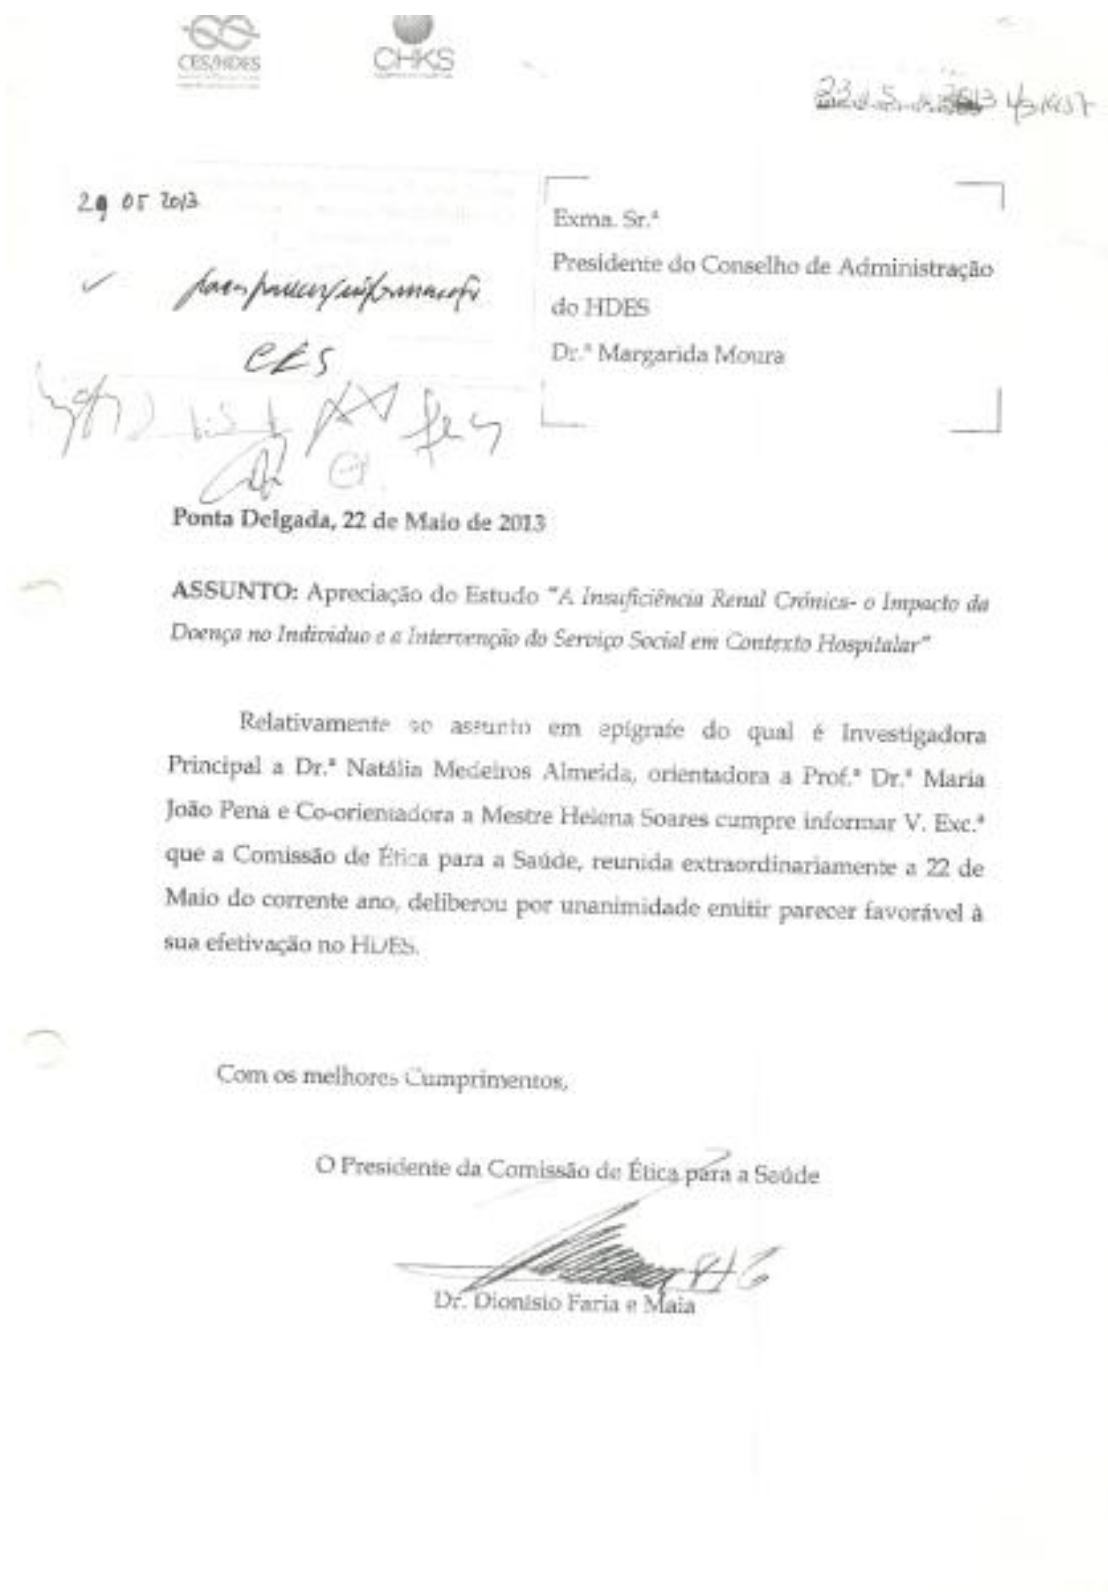 CES/HDES
CHKS
29 05 2013
CES
Exma. Sr.ª
Presidente do Conselho de Administração
do HDES
Dr.ª Margarida Moura
Ponta Delgada, 22 de Maio de 2013
ASSUNTO: Apreciação do Estudo "A Insuficiência Renal Crónica- o Impacto da
Doença no Individuo e a Intervenção do Serviço Social em Contexto Hospitalar"
Relativamente ao assunto em epígrafe do qual é Investigadora
Principal a Dr.ª Natália Medeiros Almeida, orientadora a Prof.ª Dr.ª Maria
João Pena e Co-orientadora a Mestre Helena Soares cumpre informar V. Exc.ª
que a Comissão de Ética para a Saúde, reunida extraordinariamente a 22 de
Maio do corrente ano, deliberou por unanimidade emitir parecer favorável à
sua efetivação no HDES.
Com os melhores Cumprimentos,
O Presidente da Comissão de Ética para a Saúde
Dr. Dionísio Faria e Maia